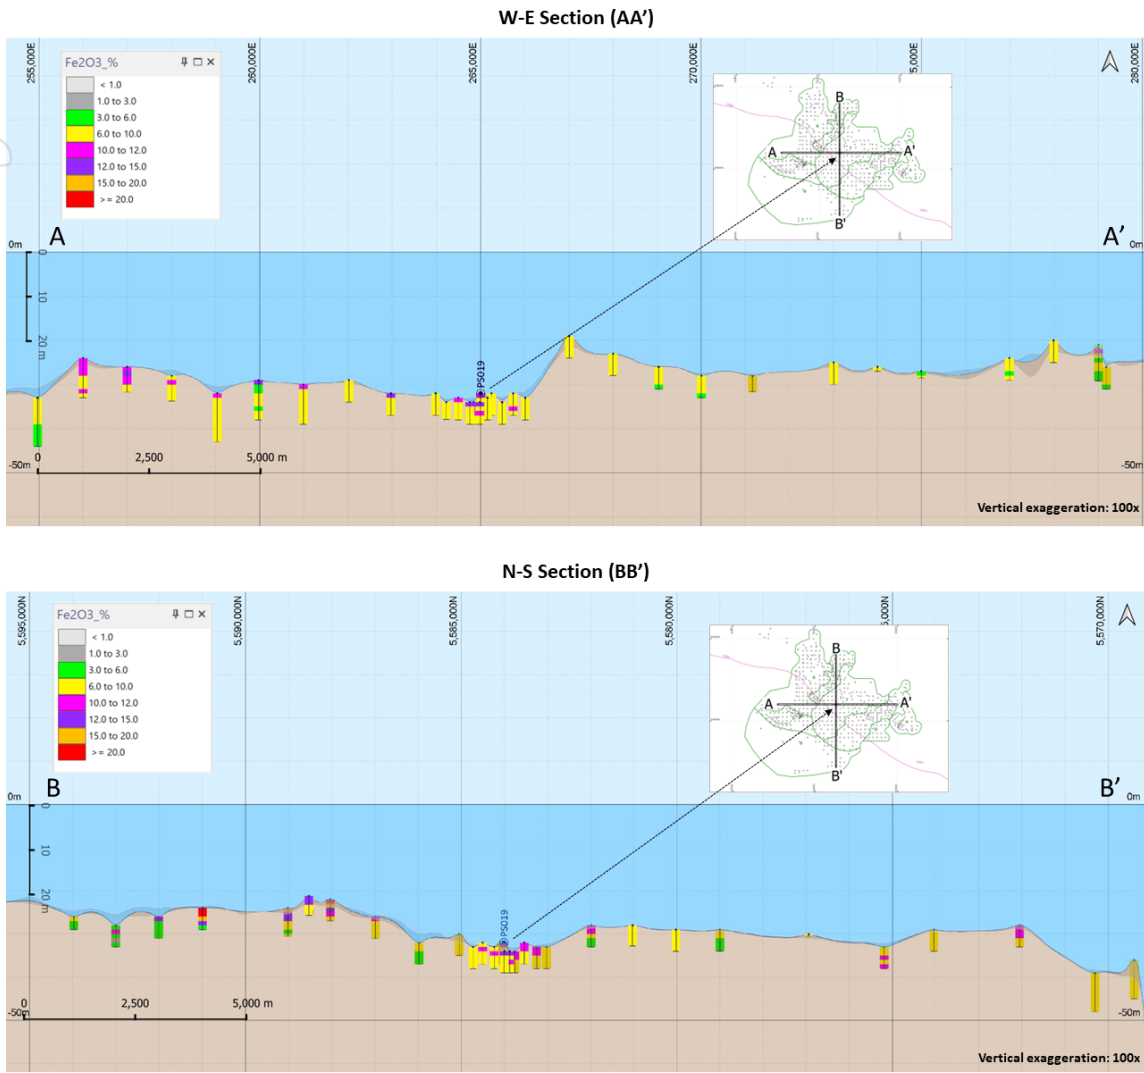 W-E Section (AA’)
255,000E
260,000E
265,000E
270,000E
5,000E
280,000E
Fe2O3_%
< 1.0
1.0 to 3.0
3.0 to 6.0
6.0 to 10.0
10.0 to 12.0
12.0 to 15.0
15.0 to 20.0
>= 20.0
B
A
A'
B'
A
A’
0m
0m
0
10
20 m
PS019
0
2,500
5,000 m
-50m
-50m
Vertical exaggeration: 100x
N-S Section (BB’)
5,595,000N
5,590,000N
5,585,000N
5,580,000N
5,000N
5,570,000N
Fe2O3_%
< 1.0
1.0 to 3.0
3.0 to 6.0
6.0 to 10.0
10.0 to 12.0
12.0 to 15.0
15.0 to 20.0
>= 20.0
B
A
A'
B'
B
B’
0m
0m
0
10
20 m
PS019
0
2,500
5,000 m
-50m
-50m
Vertical exaggeration: 100x